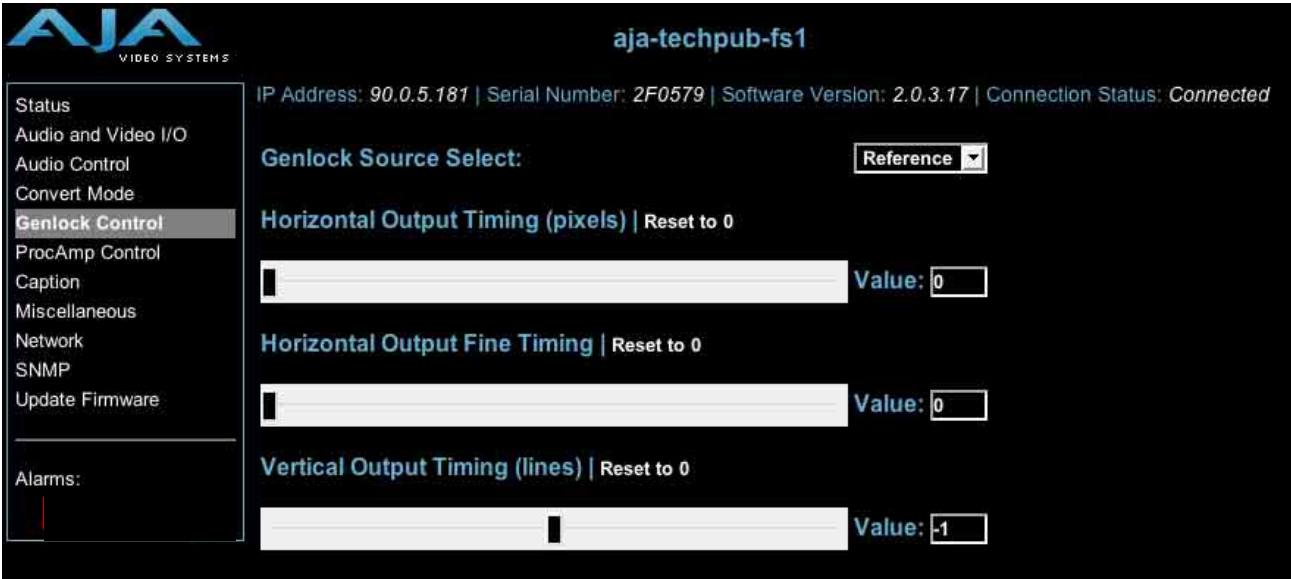 AJA
VIDEO SYSTEMS
aja-techpub-fs1
IP Address: 90.0.5.181 | Serial Number: 2F0579 | Software Version: 2.0.3.17 | Connection Status: Connected
Status
Audio and Video I/O
Audio Control
Convert Mode
Genlock Control
ProcAmp Control
Caption
Miscellaneous
Network
SNMP
Update Firmware
Alarms:
Genlock Source Select: Reference
Horizontal Output Timing (pixels) | Reset to 0
Value: 0
Horizontal Output Fine Timing | Reset to 0
Value: 0
Vertical Output Timing (lines) | Reset to 0
Value: -1